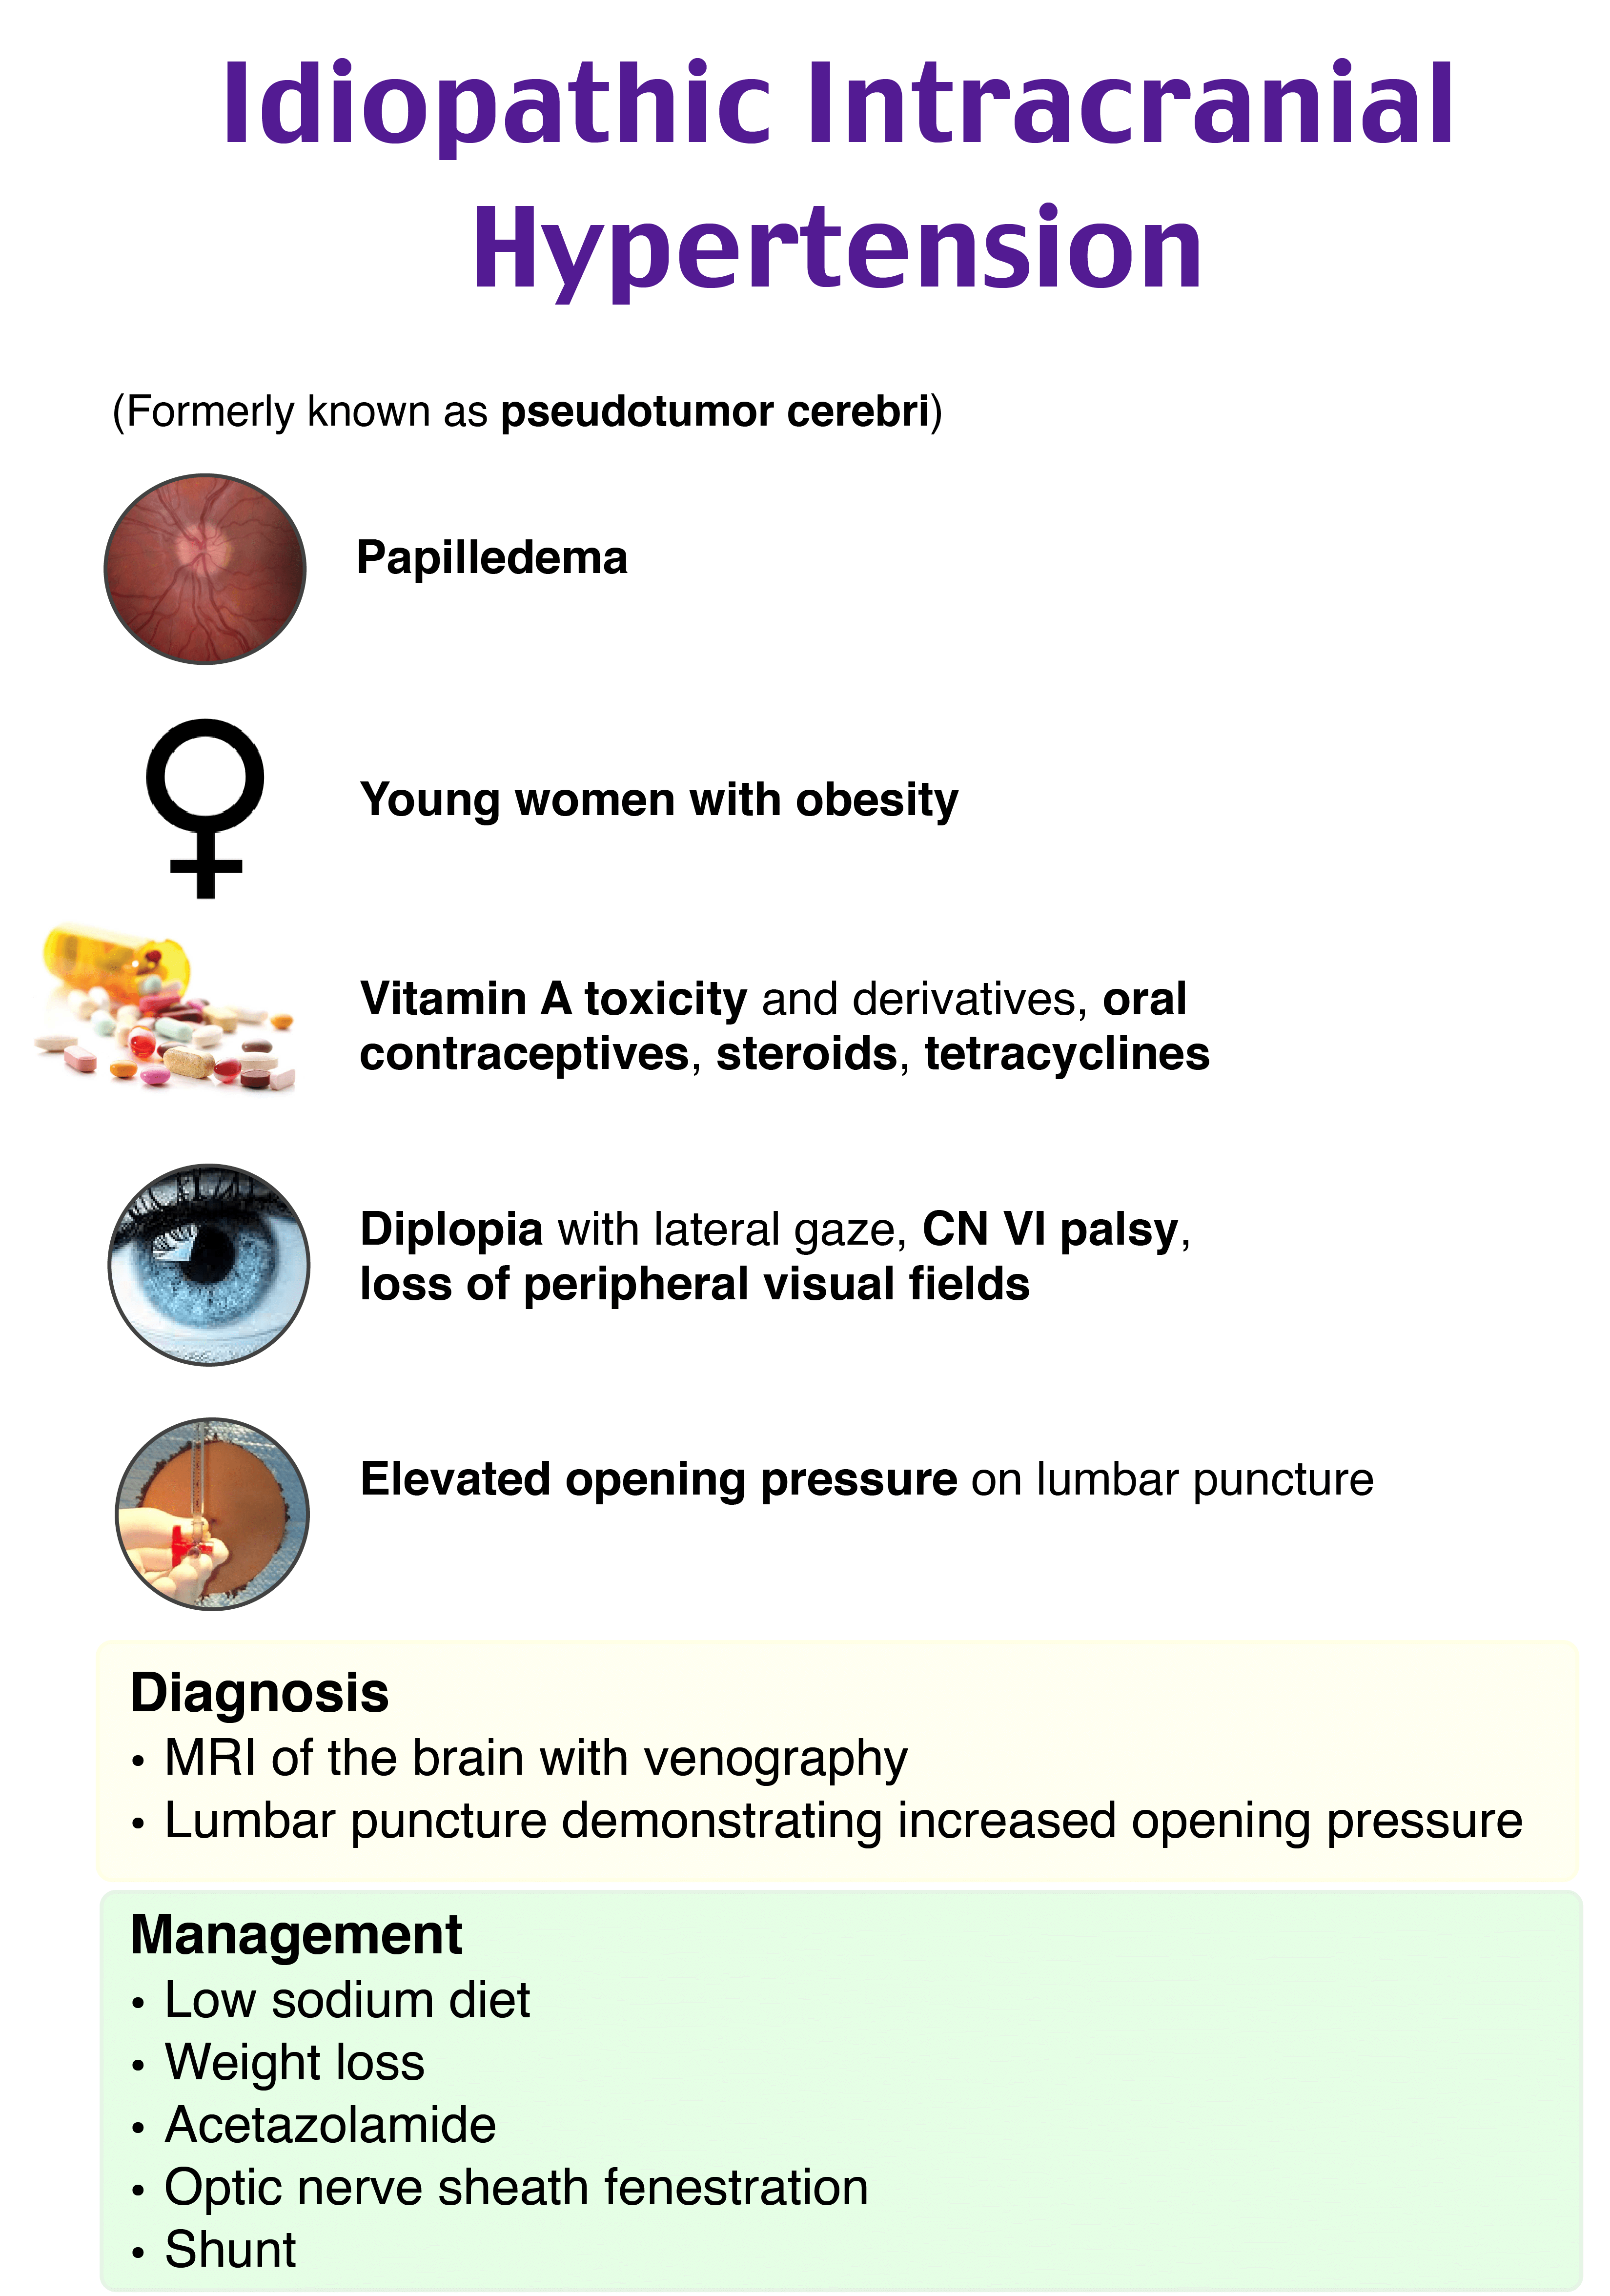 Idiopathic Intracranial
Hypertension
(Formerly known as pseudotumor cerebri)
Papilledema
Young women with obesity
Vitamin A toxicity and derivatives, oral
contraceptives, steroids, tetracyclines
Diplopia with lateral gaze, CN VI palsy,
loss of peripheral visual fields
Elevated opening pressure on lumbar puncture
Diagnosis
• MRI of the brain with venography
• Lumbar puncture demonstrating increased opening pressure
Management
• Low sodium diet
• Weight loss
• Acetazolamide
• Optic nerve sheath fenestration
• Shunt